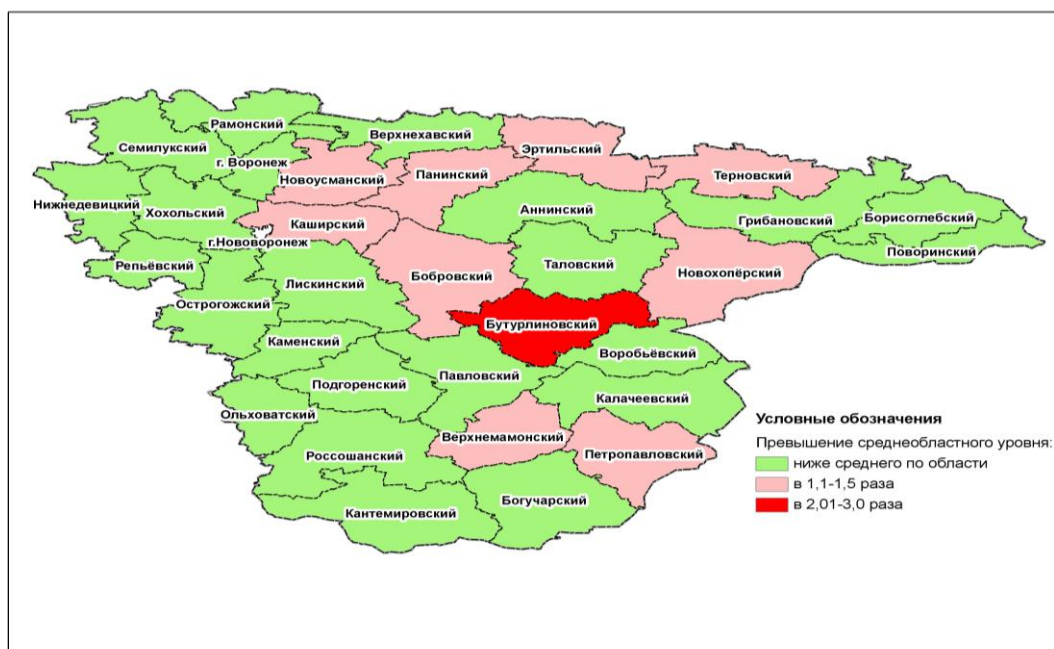 Рамонский
Верхнехавский
Семилукский
Эртильский
г. Воронеж
Панинский
Терновский
Новоусманский
Нижнедевицкий
Хохольский
Аннинский
Грибановский
Борисоглебский
Каширский
г.Нововоронеж
Поворинский
Репьёвский
Таловский
Новохопёрский
Лискинский
Бобровский
Острогожский
Бутурлиновский
Каменский
Воробьёвский
Павловский
Подгоренский
Калачеевский
Ольховатский
Верхнемамонский
Россошанский
Петропавловский
Богучарский
Кантемировский
Условные обозначения
Превышение среднеобластного уровня:
ниже среднего по области
в 1,1-1,5 раза
в 2,01-3,0 раза